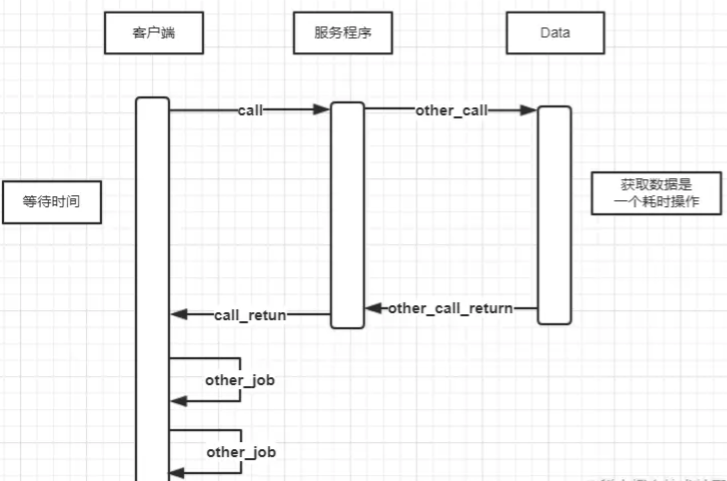 客户端
服务程序
Data
call
other_call
等待时间
获取数据是
一个耗时操作
other_call_return
call_retun
other_job
other_job